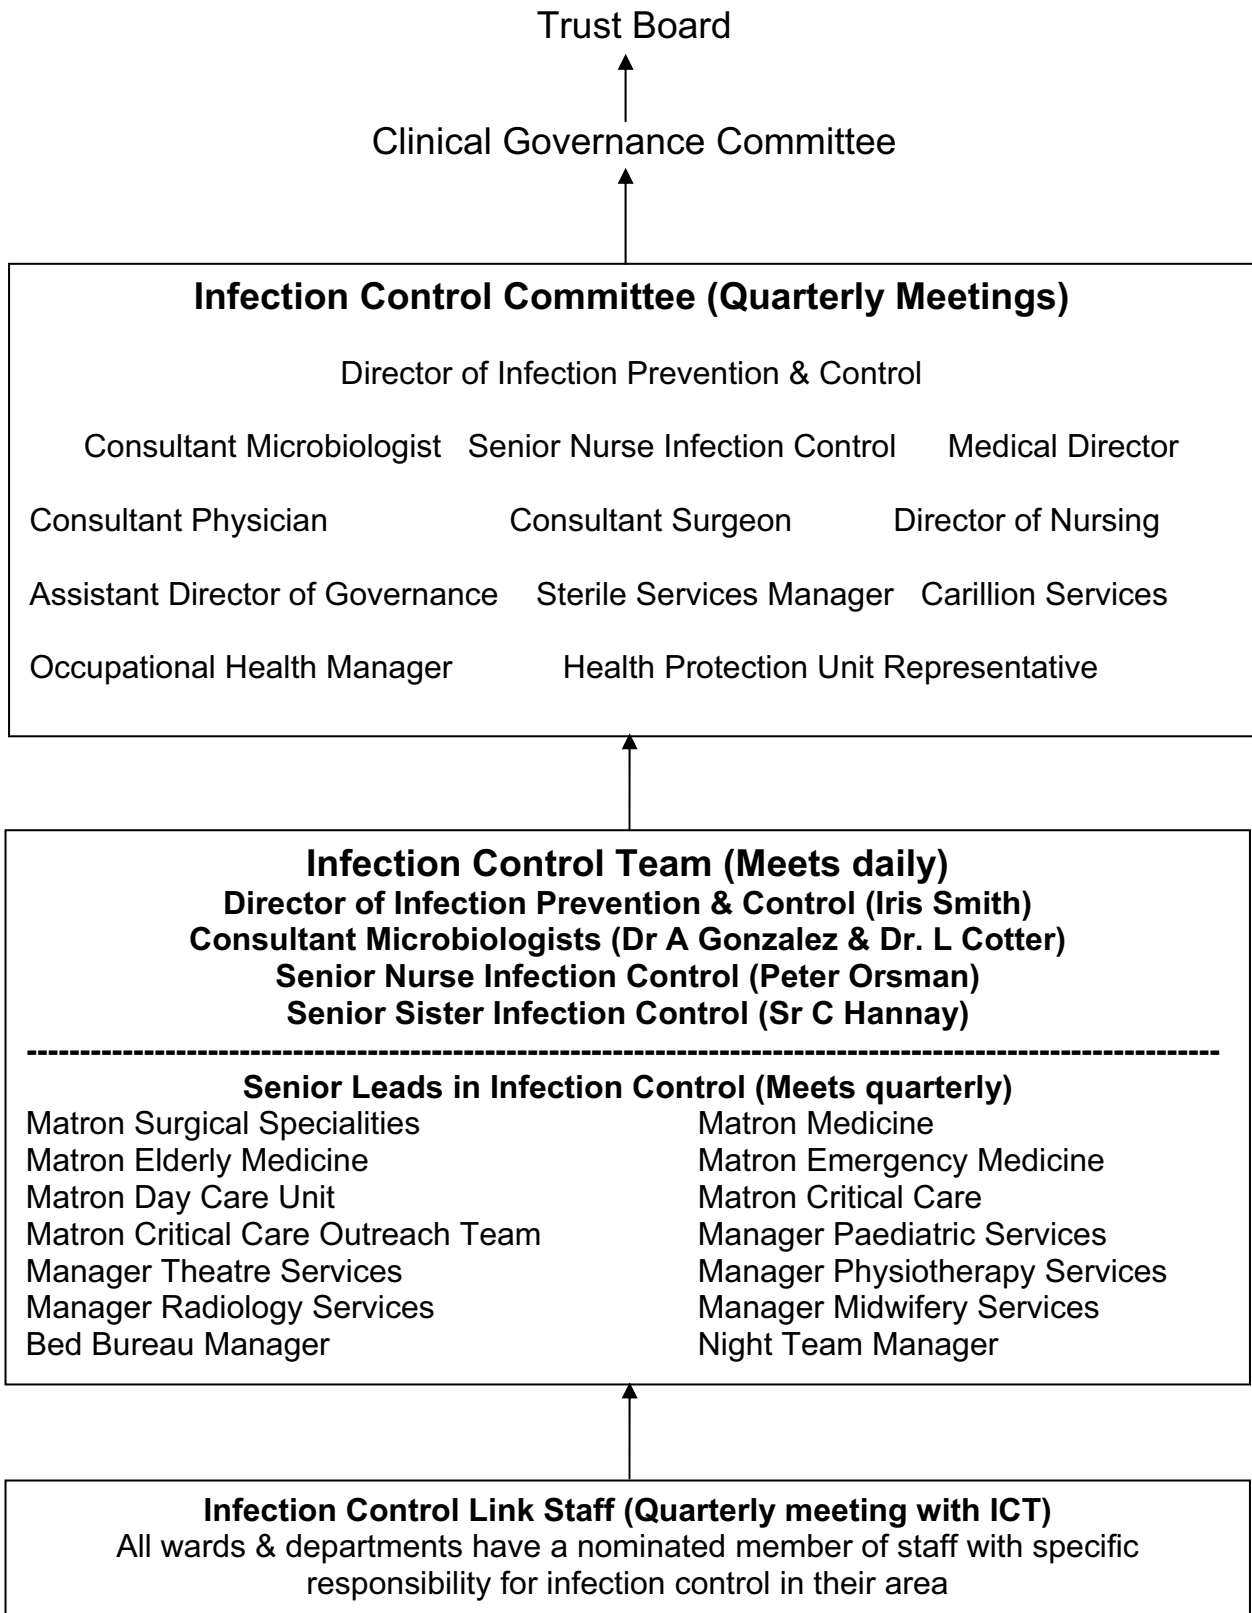 Trust Board
Clinical Governance Committee
Infection Control Committee (Quarterly Meetings)
Director of Infection Prevention & Control
Consultant Microbiologist Senior Nurse Infection Control Medical Director
Consultant Physician Consultant Surgeon Director of Nursing
Assistant Director of Governance Sterile Services Manager Carillion Services
Occupational Health Manager Health Protection Unit Representative
Infection Control Team (Meets daily)
Director of Infection Prevention & Control (Iris Smith)
Consultant Microbiologists (Dr A Gonzalez & Dr. L Cotter)
Senior Nurse Infection Control (Peter Orsman)
Senior Sister Infection Control (Sr C Hannay)
Senior Leads in Infection Control (Meets quarterly)
Matron Surgical Specialities Matron Medicine
Matron Elderly Medicine Matron Emergency Medicine
Matron Day Care Unit Matron Critical Care
Matron Critical Care Outreach Team Manager Paediatric Services
Manager Theatre Services Manager Physiotherapy Services
Manager Radiology Services Manager Midwifery Services
Bed Bureau Manager Night Team Manager
Infection Control Link Staff (Quarterly meeting with ICT)
All wards & departments have a nominated member of staff with specific
responsibility for infection control in their area